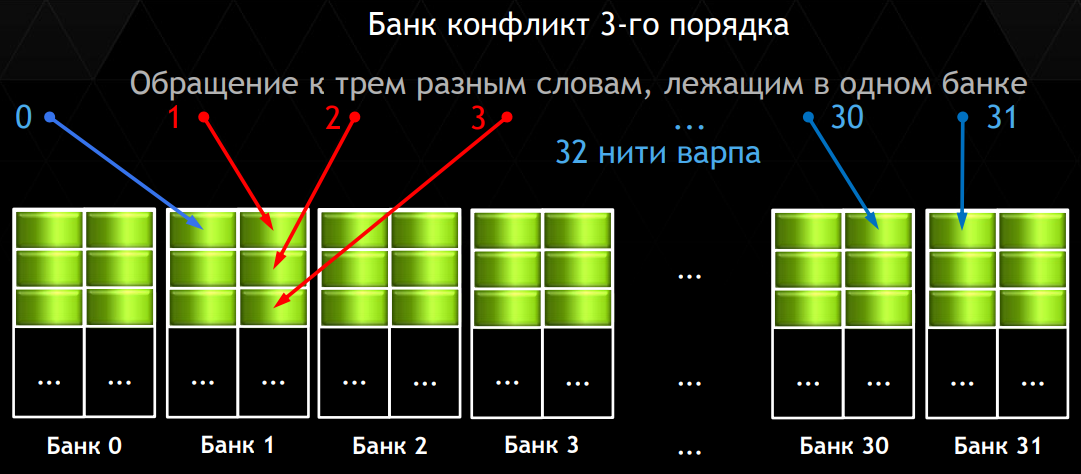 Банк конфликт 3-го порядка
Обращение к трем разным словам, лежащим в одном банке
0 1 2 3 ... 30 31
32 нити варпа
...
... ... ... ... ... ... ... ... ... ... ... ... ...
Банк 0 Банк 1 Банк 2 Банк 3 ... Банк 30 Банк 31